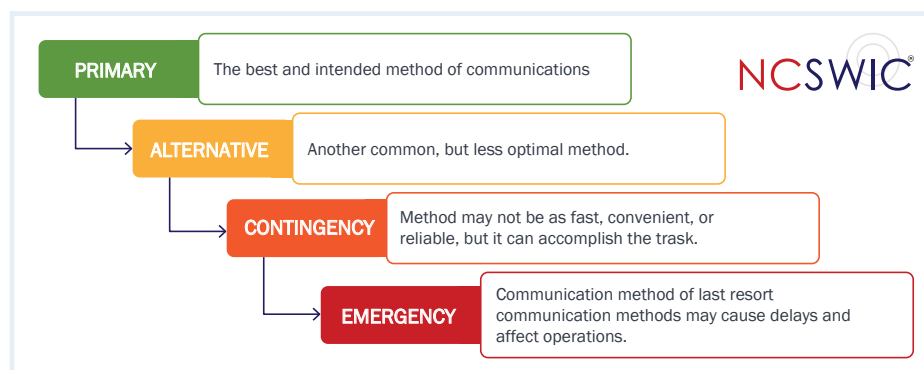 PRIMARY
The best and intended method of communications
NCSWIC®
ALTERNATIVE
Another common, but less optimal method.
CONTINGENCY
Method may not be as fast, convenient, or
reliable, but it can accomplish the trask.
EMERGENCY
Communication method of last resort
communication methods may cause delays and
affect operations.